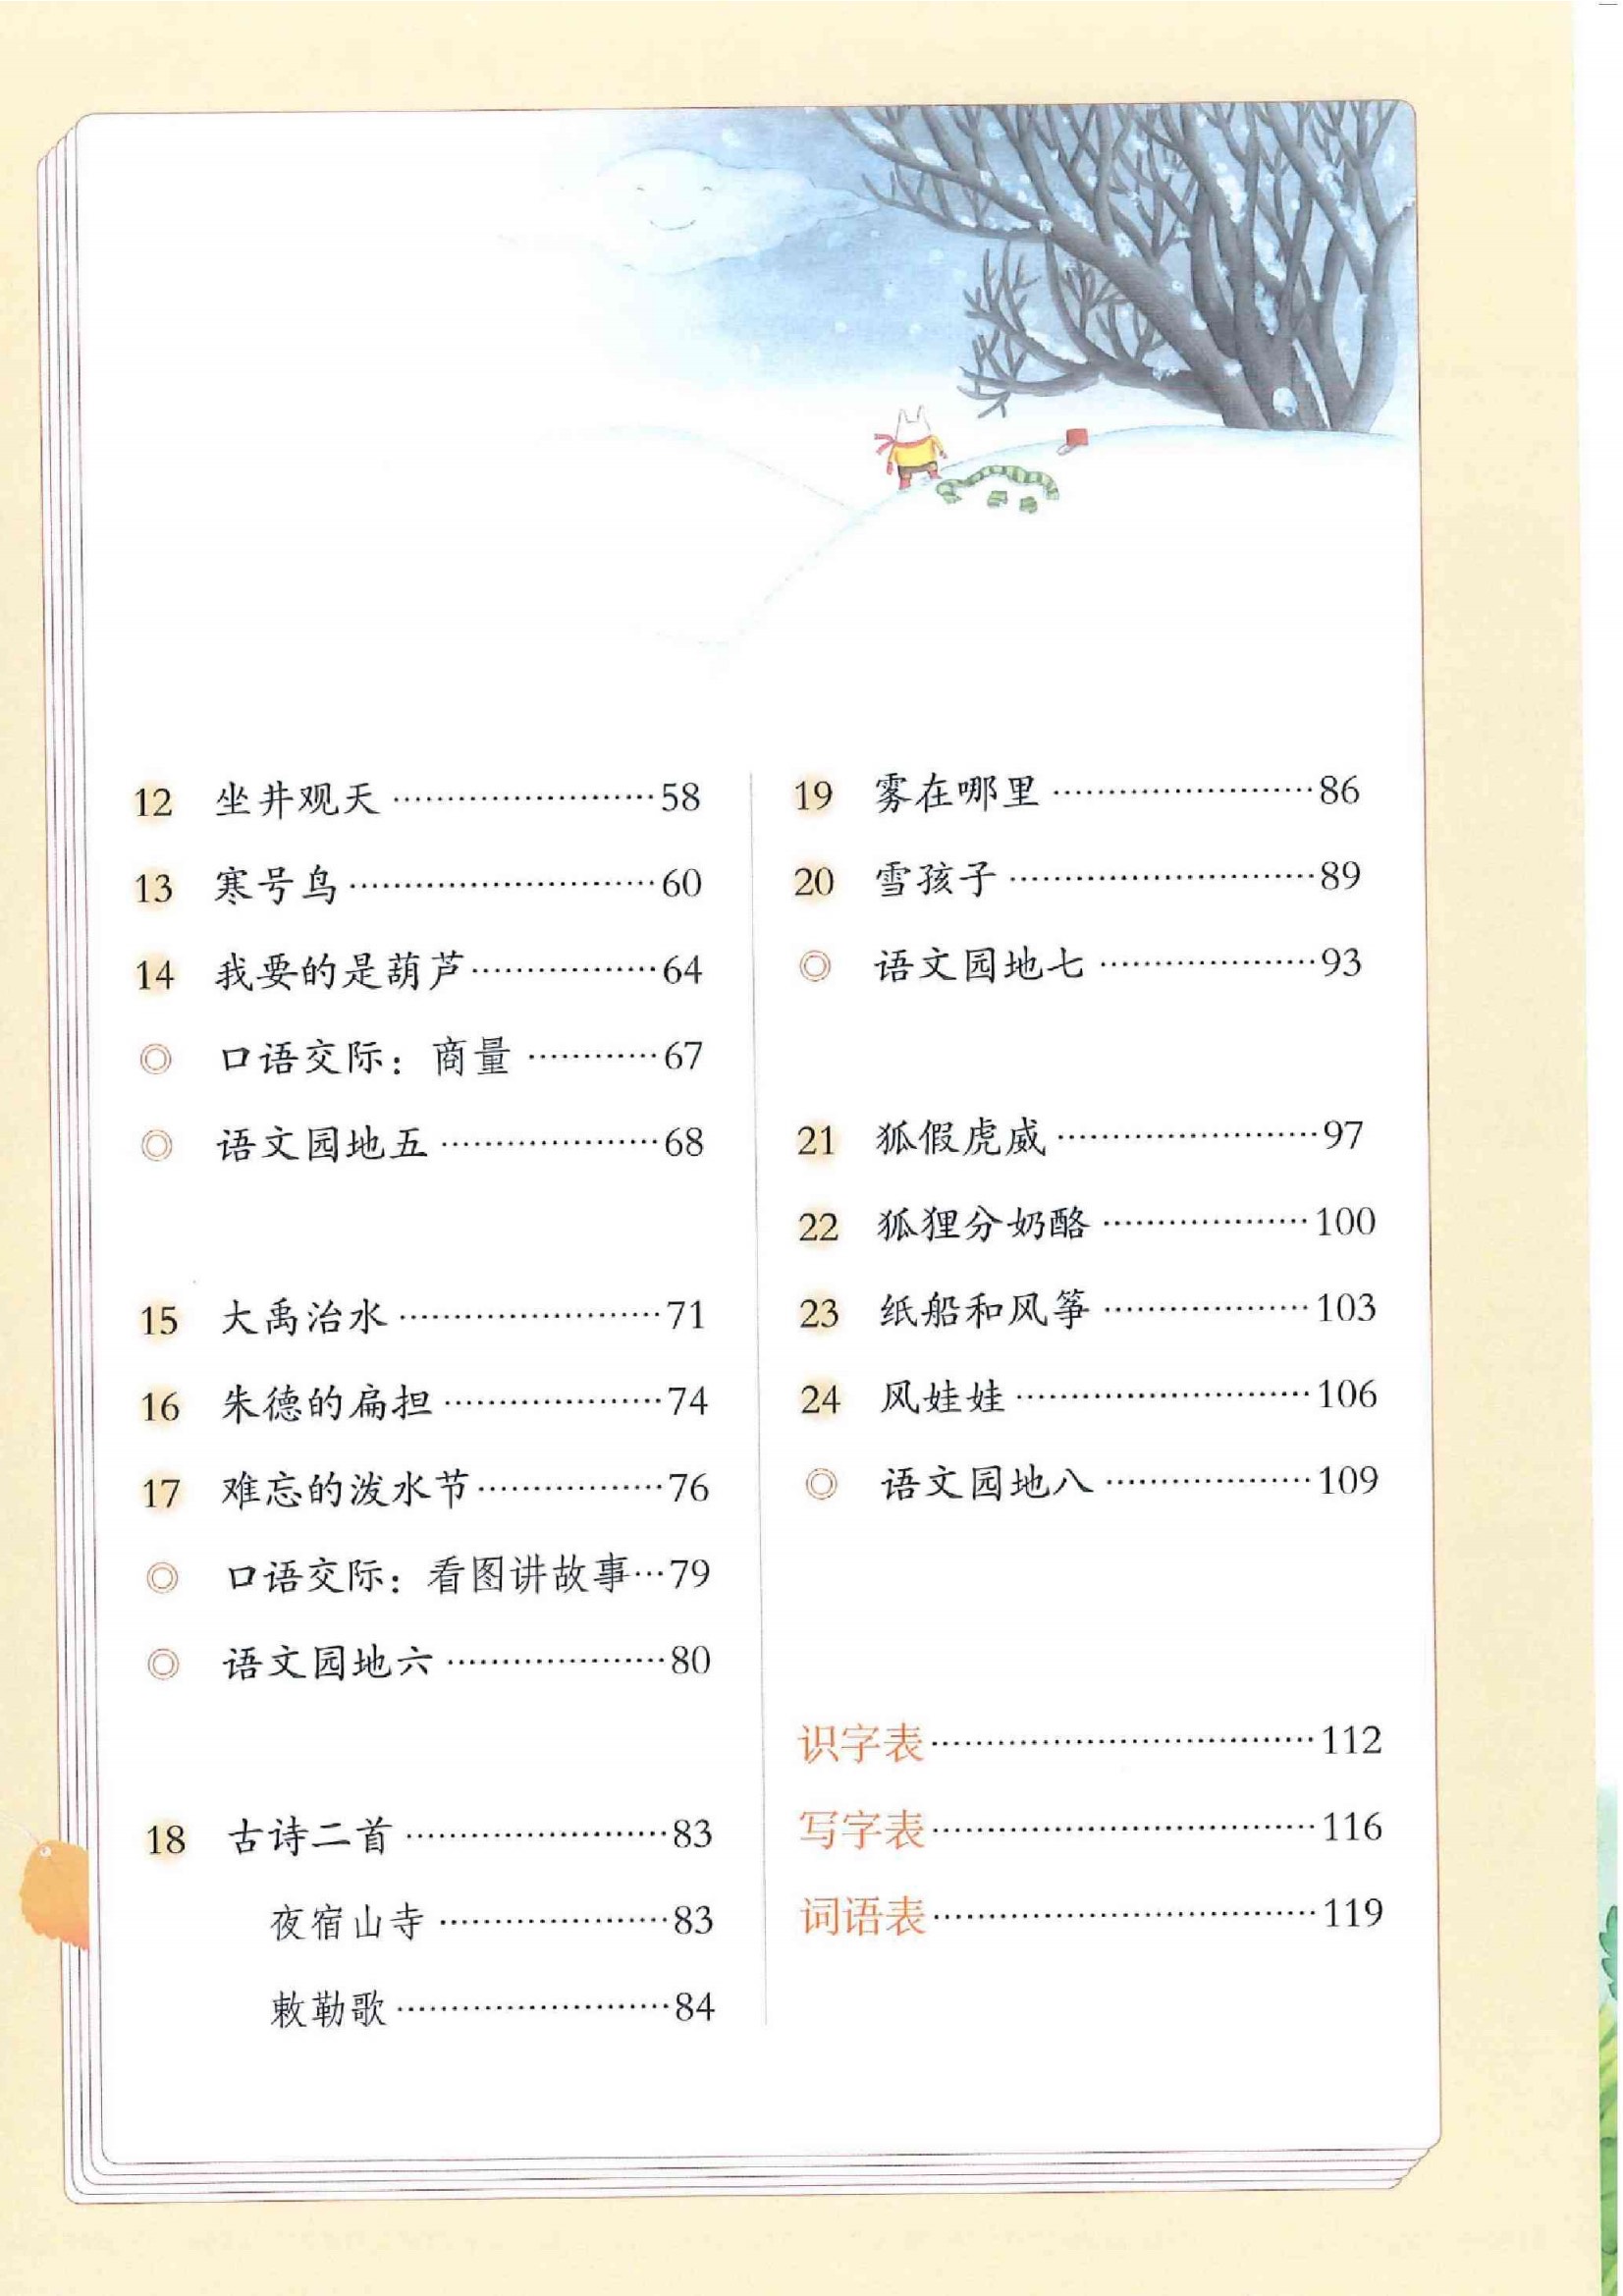 12 坐井观天 ························ 58
13 寒号鸟 ···························· 60
14 我要的是葫芦 ················· 64
◎ 口语交际：商量 ············ 67
◎ 语文园地五 ···················· 68
15 大禹治水 ························ 71
16 朱德的扁担 ···················· 74
17 难忘的泼水节 ················· 76
◎ 口语交际：看图讲故事 ··· 79
◎ 语文园地六 ···················· 80
18 古诗二首 ························ 83
夜宿山寺 ····················· 83
敕勒歌 ························· 84
19 雾在哪里 ························ 86
20 雪孩子 ···························· 89
◎ 语文园地七 ···················· 93
21 狐假虎威 ························ 97
22 狐狸分奶酪 ··················· 100
23 纸船和风筝 ··················· 103
24 风娃娃 ··························· 106
◎ 语文园地八 ··················· 109
识字表 ··································· 112
写字表 ··································· 116
词语表 ··································· 119